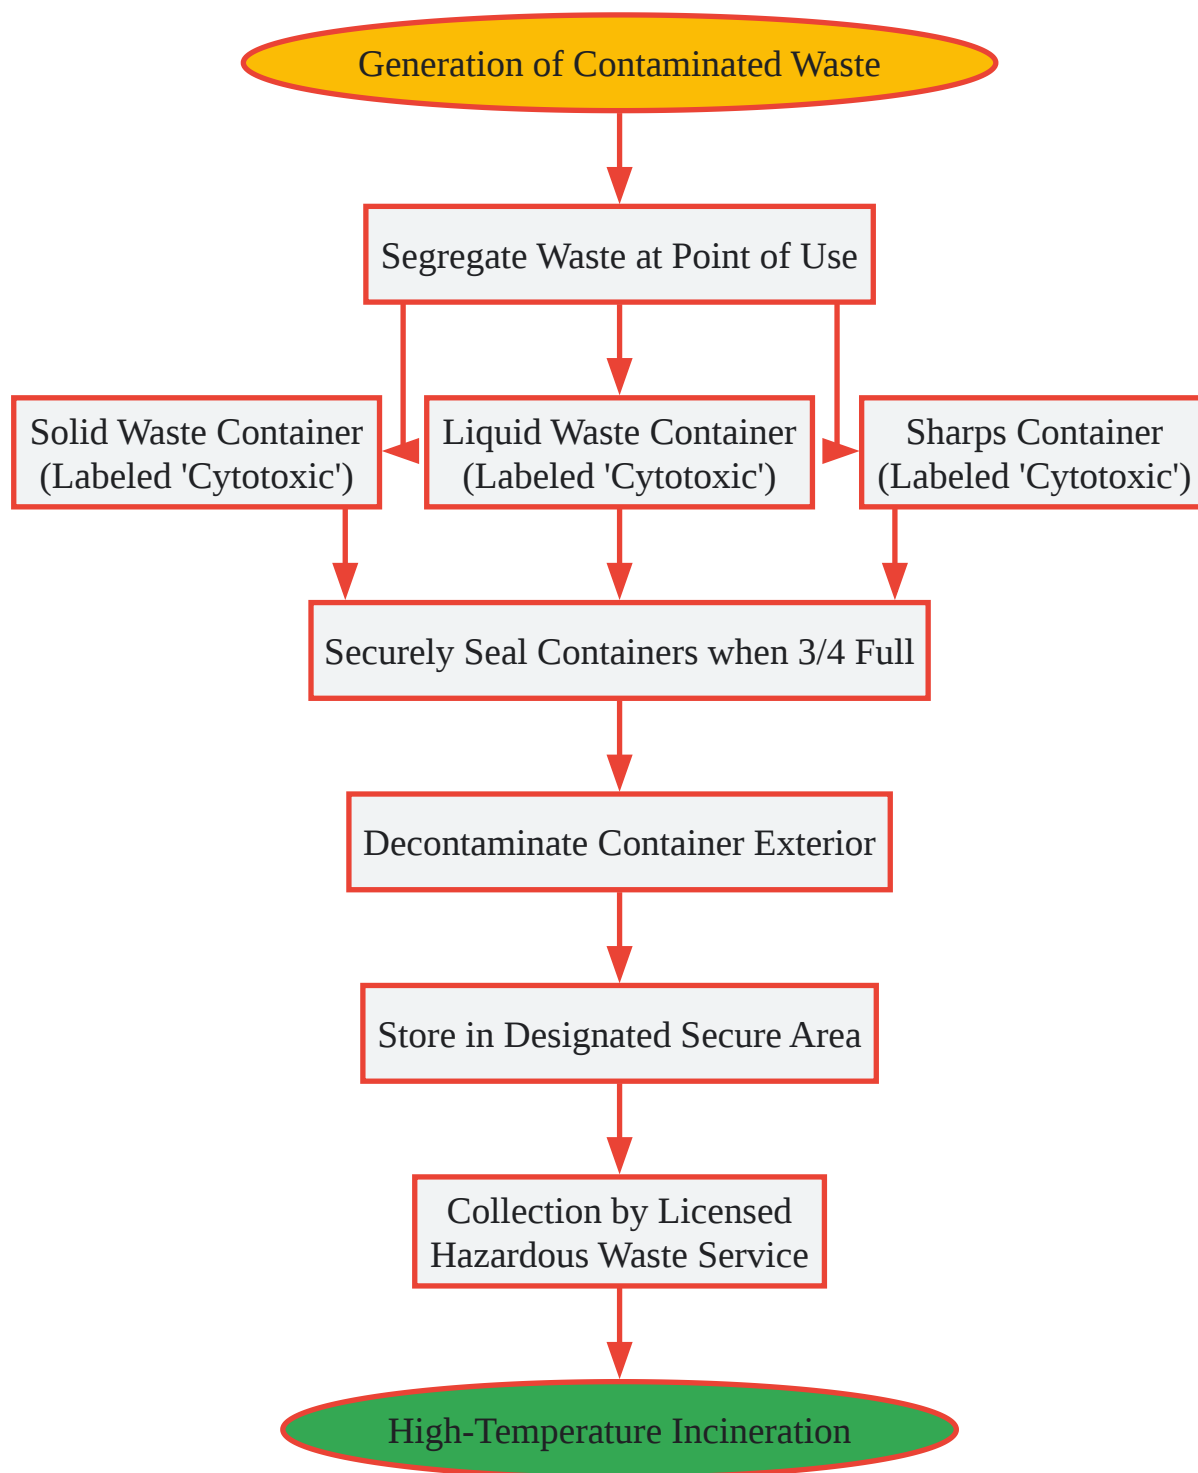 Generation of Contaminated Waste
Segregate Waste at Point of Use
Solid Waste Container
(Labeled 'Cytotoxic')
Liquid Waste Container
(Labeled 'Cytotoxic')
Sharps Container
(Labeled 'Cytotoxic')
Securely Seal Containers when 3/4 Full
Decontaminate Container Exterior
Store in Designated Secure Area
Collection by Licensed
Hazardous Waste Service
High-Temperature Incineration